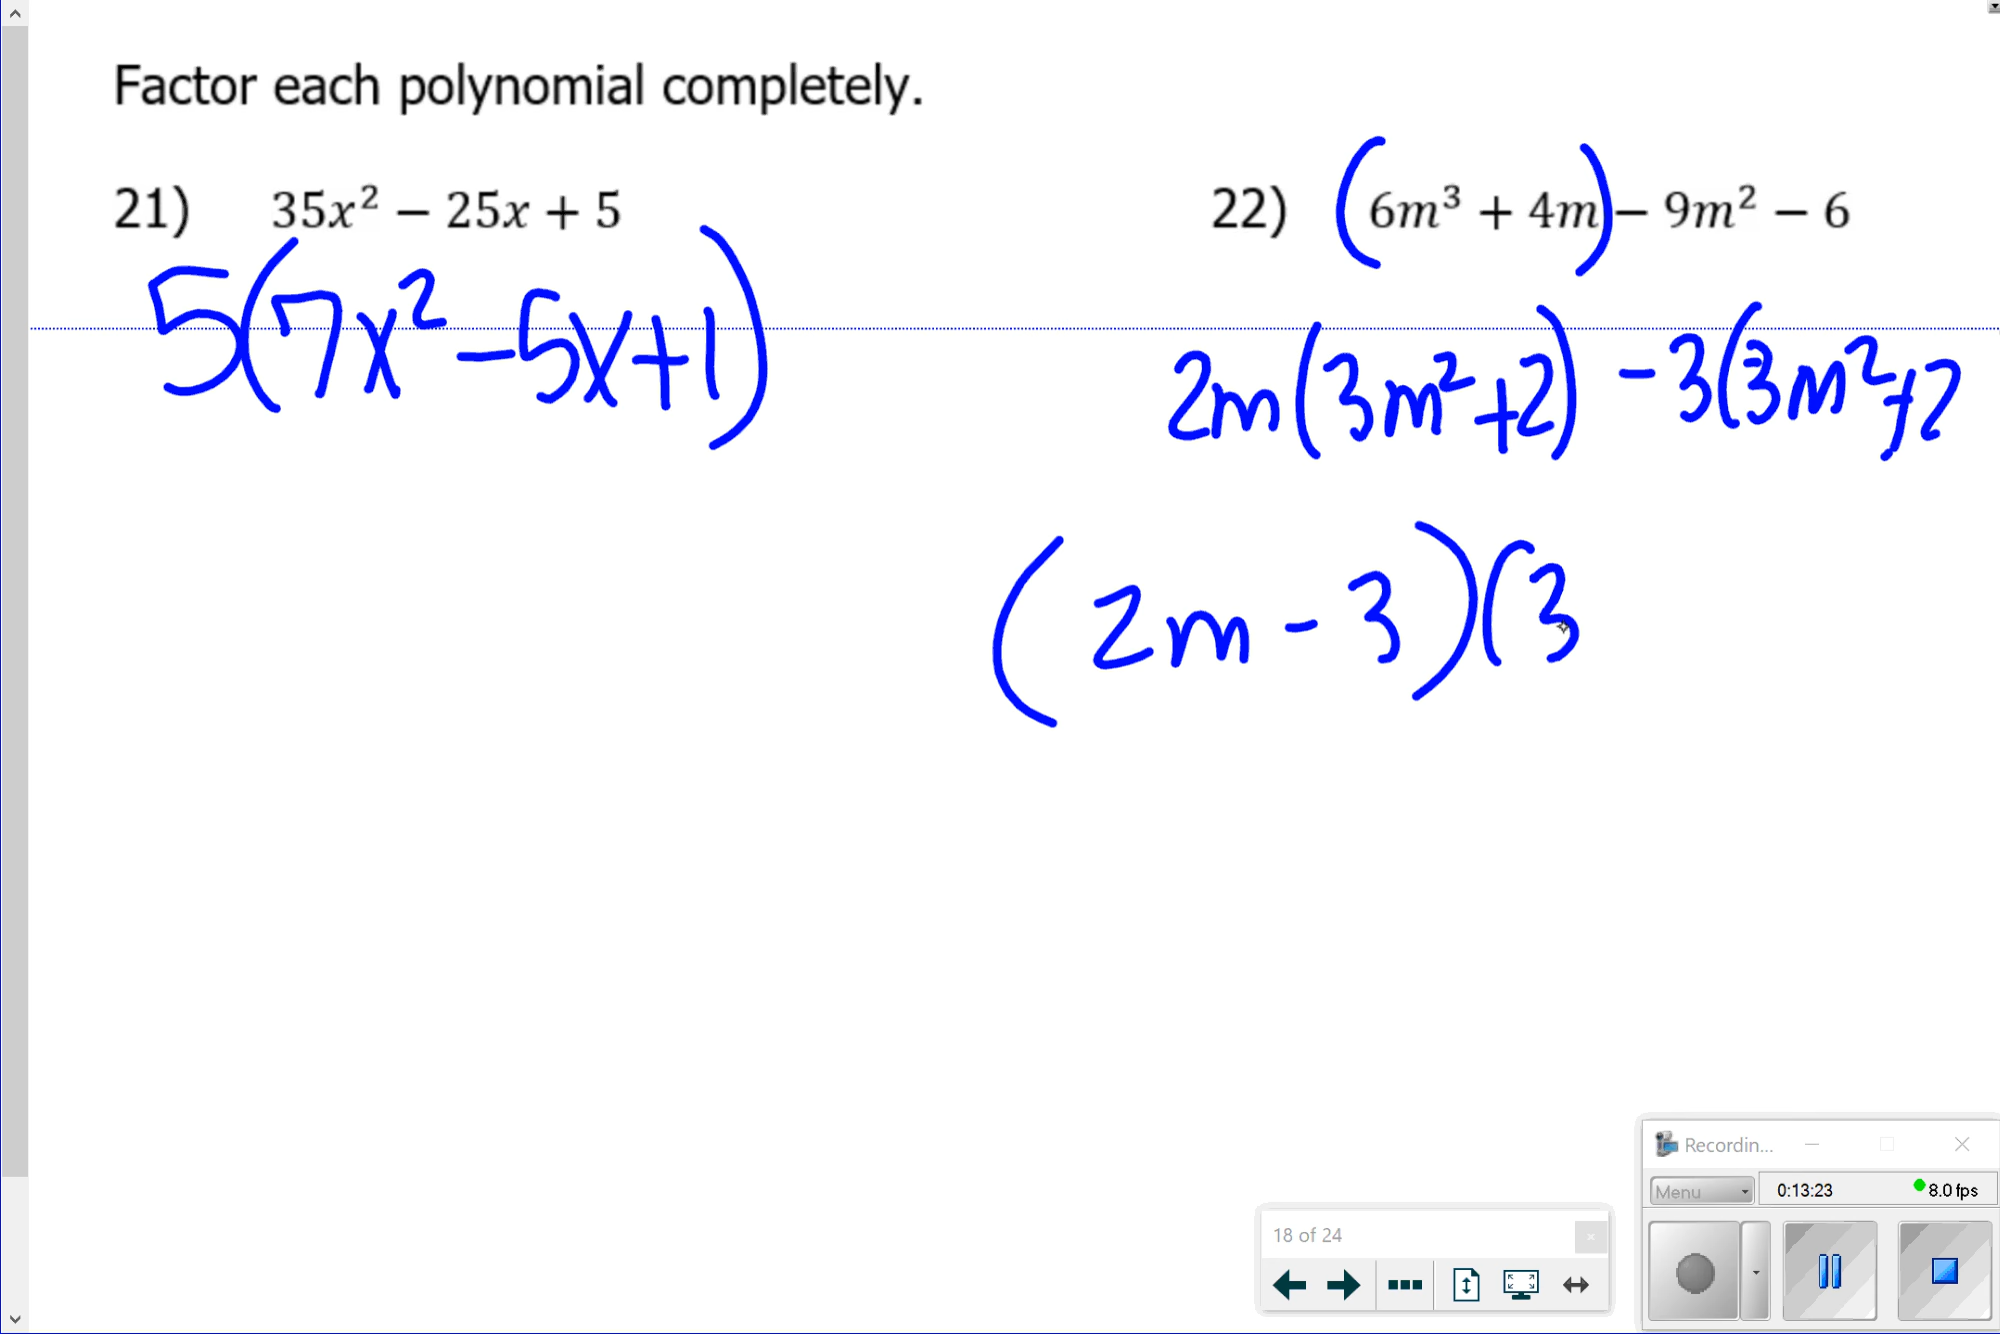 Factor each polynomial completely.
21) 35x² − 25x + 5
5(7x² − 5x + 1)
22) (6m³ + 4m) − 9m² − 6
2m(3m² + 2) − 3(3m² + 2
(2m − 3)(3
Recordin...
Menu 0:13:23 8.0 fps
18 of 24